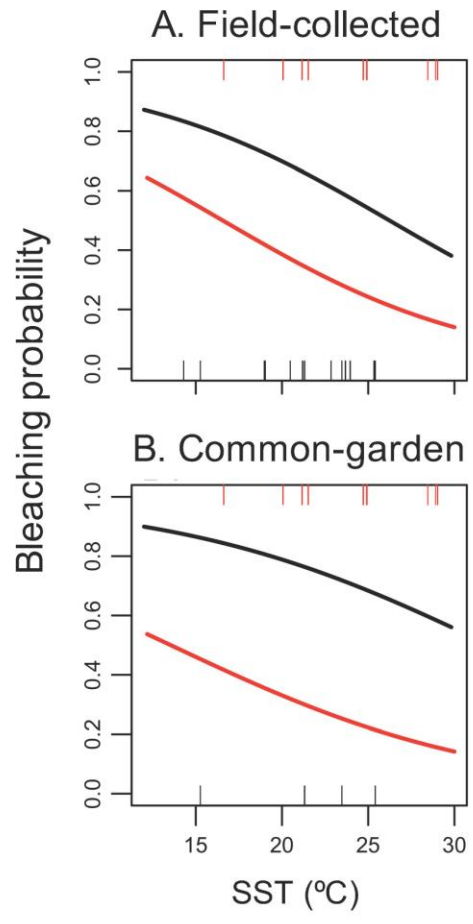 A. Field-collected
1.0
0.8
0.6
0.4
0.2
0.0
Bleaching probability
B. Common-garden
1.0
0.8
0.6
0.4
0.2
0.0
15 20 25 30
SST (ºC)